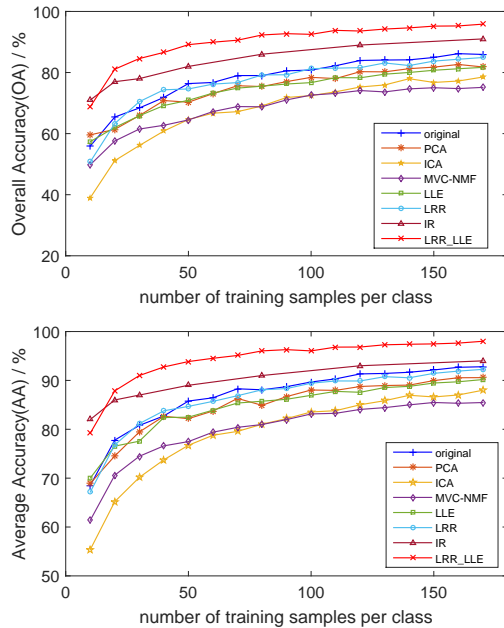 100
80
60
40
20
Overall Accuracy(OA) / %
0
50
100
150
number of training samples per class
original
PCA
ICA
MVC-NMF
LLE
LRR
IR
LRR_LLE
100
90
80
70
60
50
Average Accuracy(AA) / %
0
50
100
150
number of training samples per class
original
PCA
ICA
MVC-NMF
LLE
LRR
IR
LRR_LLE